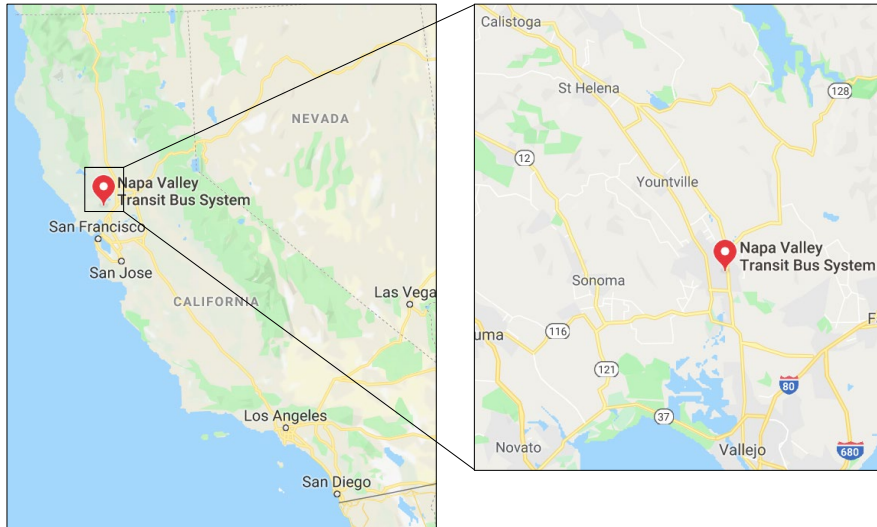 NEVADA
Napa Valley
Transit Bus System
San Francisco
San Jose
CALIFORNIA
Las Vega
Los Angeles
San Diego
Calistoga
St Helena
128
12
Yountville
Napa Valley
Transit Bus System
Sonoma
F
uma
116
121
80
37
Novato
Vallejo
680